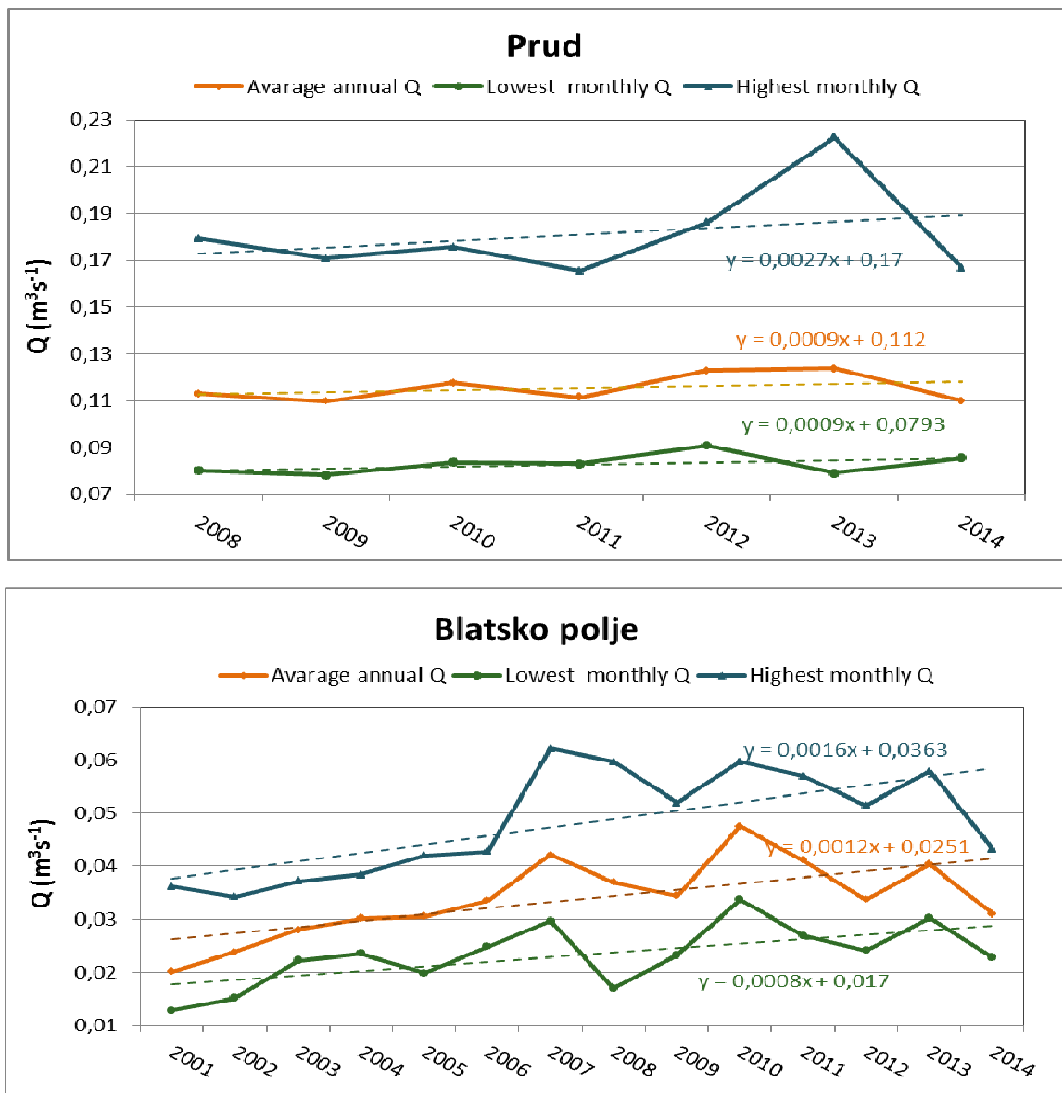 Prud
Avarage annual Q Lowest monthly Q Highest monthly Q
0,23
0,21
0,19
0,17
0,15
0,13
0,11
0,09
0,07
Q (m³s⁻¹)
y = 0,0027x + 0,17
y = 0,0009x + 0,112
y = 0,0009x + 0,0793
2008 2009 2010 2011 2012 2013 2014
Blatsko polje
Avarage annual Q Lowest monthly Q Highest monthly Q
0,07
0,06
0,05
0,04
0,03
0,02
0,01
Q (m³s⁻¹)
y = 0,0016x + 0,0363
y = 0,0012x + 0,0251
y = 0,0008x + 0,017
2001 2002 2003 2004 2005 2006 2007 2008 2009 2010 2011 2012 2013 2014